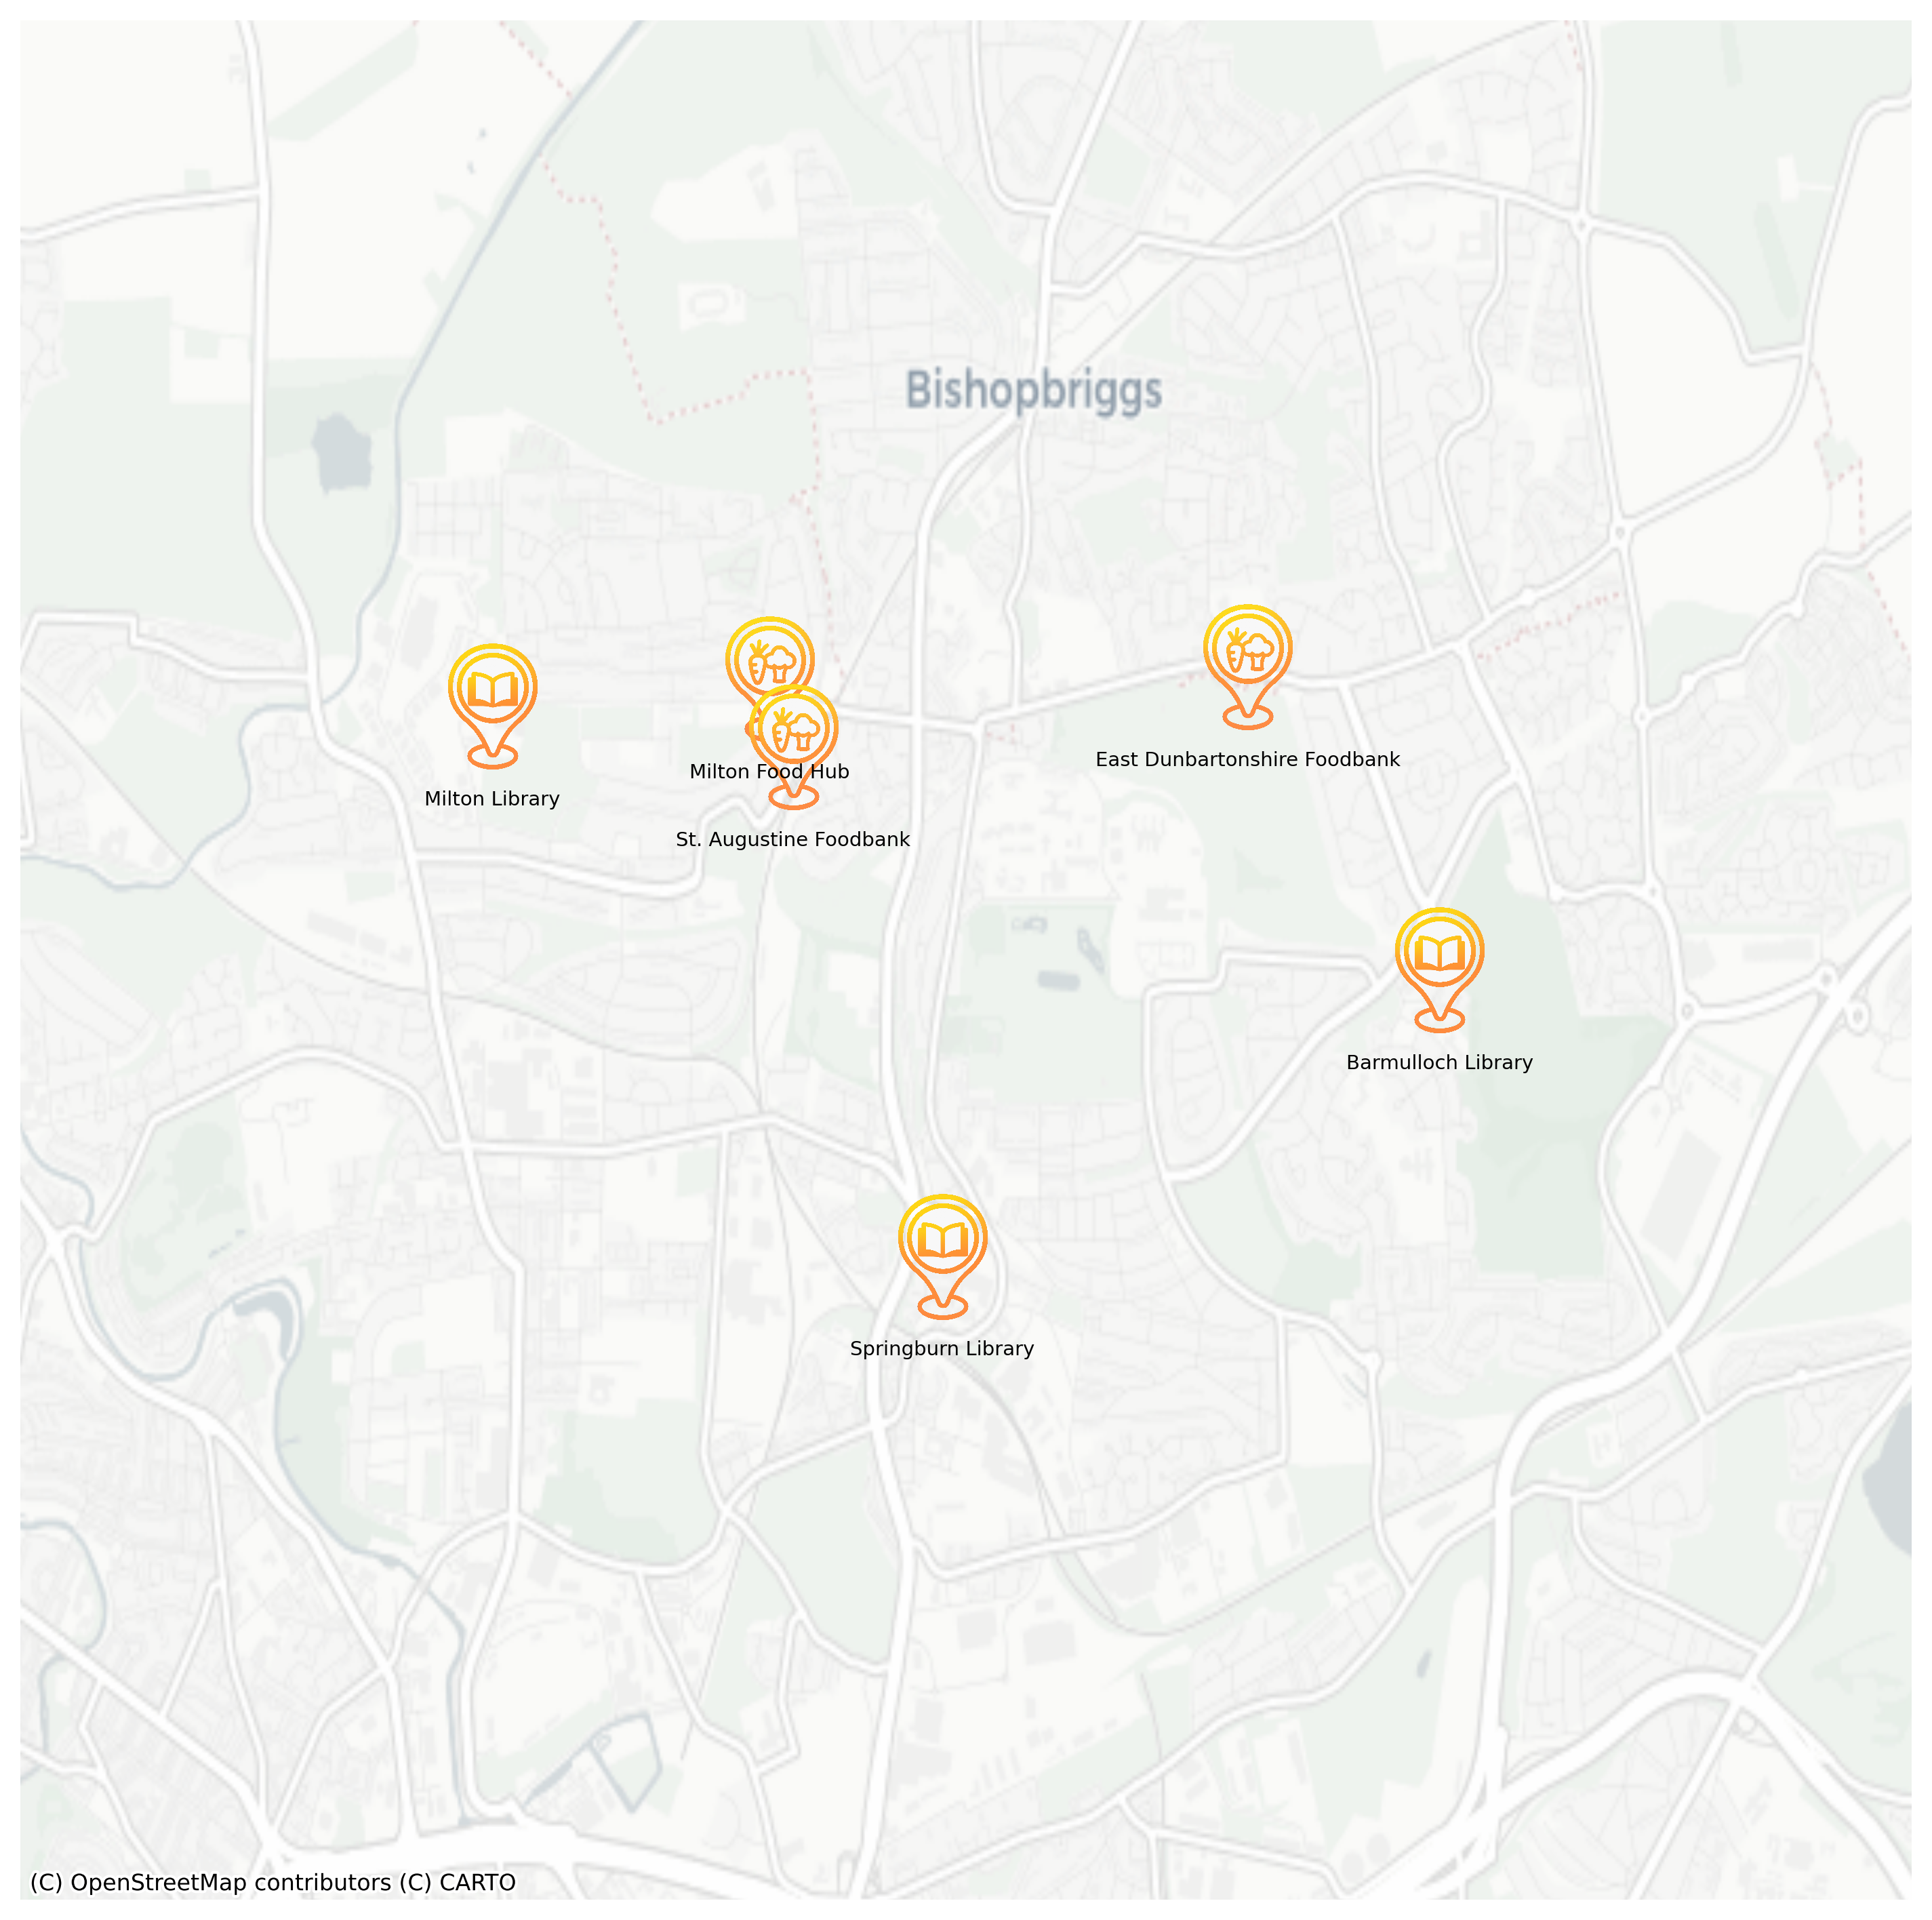 Bishopbriggs
East Dunbartonshire Foodbank
Milton Food Hub
Milton Library
St. Augustine Foodbank
Barmulloch Library
Springburn Library
(C) OpenStreetMap contributors (C) CARTO